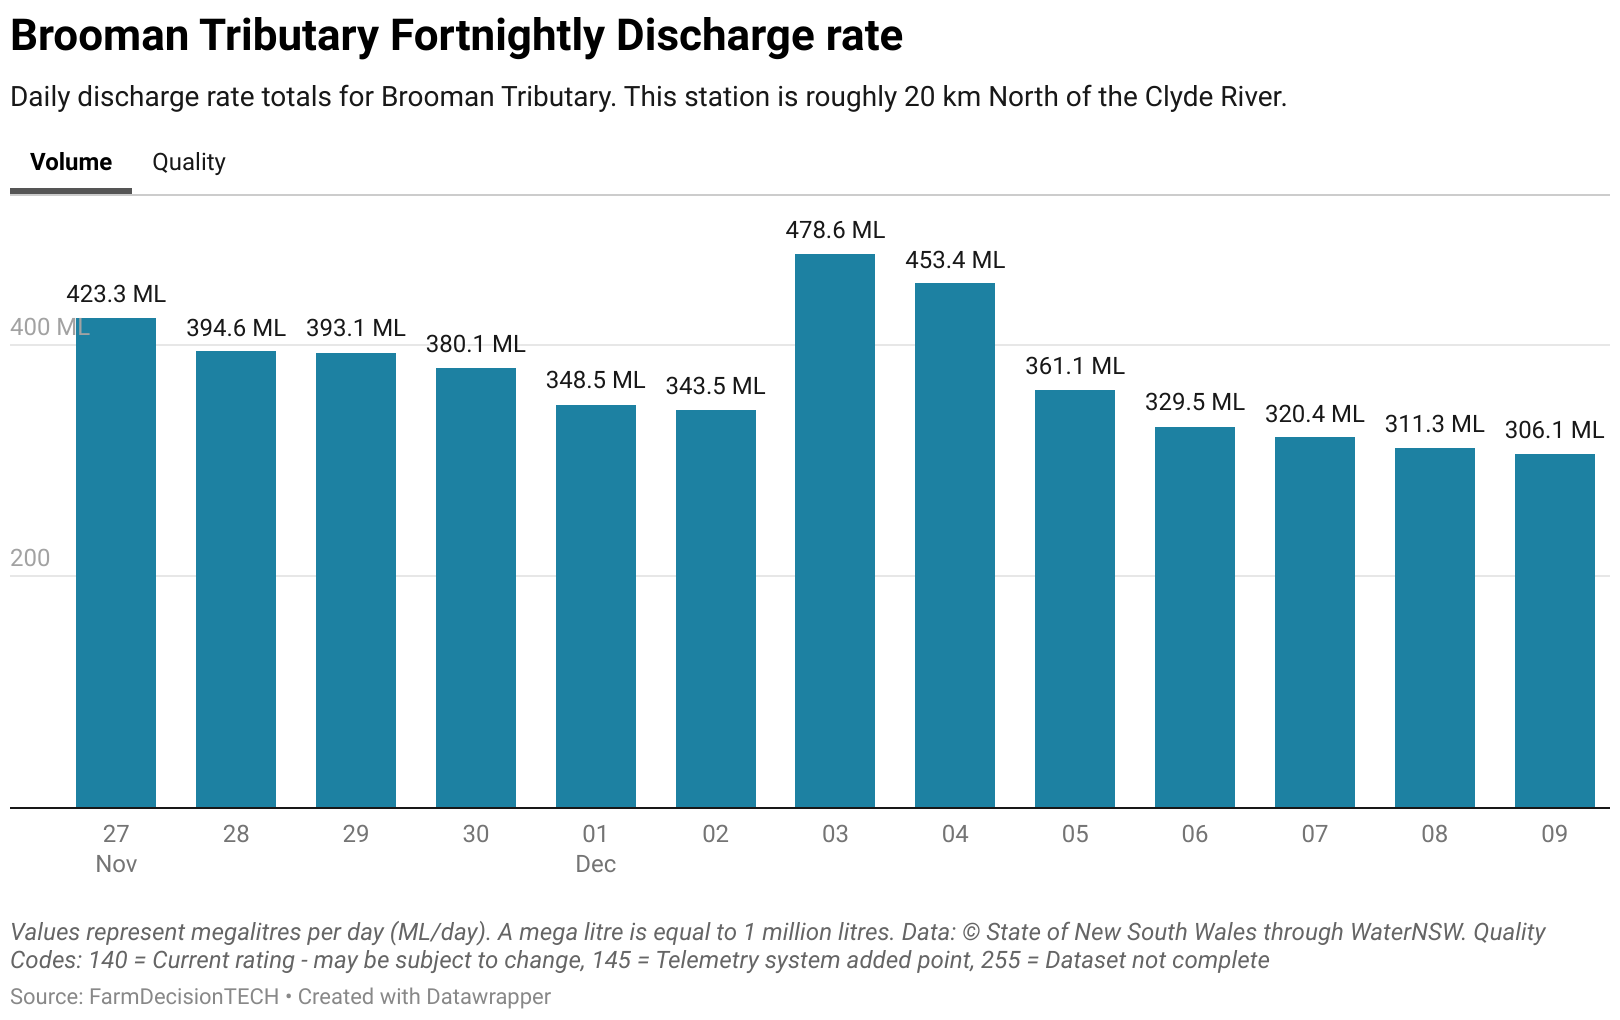 Brooman Tributary Fortnightly Discharge rate
Daily discharge rate totals for Brooman Tributary. This station is roughly 20 km North of the Clyde River.
Volume Quality
478.6 ML
453.4 ML
423.3 ML
400 ML 394.6 ML 393.1 ML
380.1 ML
361.1 ML
348.5 ML 343.5 ML
329.5 ML
320.4 ML
311.3 ML
306.1 ML
200
27 28 29 30 01 02 03 04 05 06 07 08 09
Nov Dec
Values represent megalitres per day (ML/day). A mega litre is equal to 1 million litres. Data: © State of New South Wales through WaterNSW. Quality
Codes: 140 = Current rating - may be subject to change, 145 = Telemetry system added point, 255 = Dataset not complete
Source: FarmDecisionTECH • Created with Datawrapper